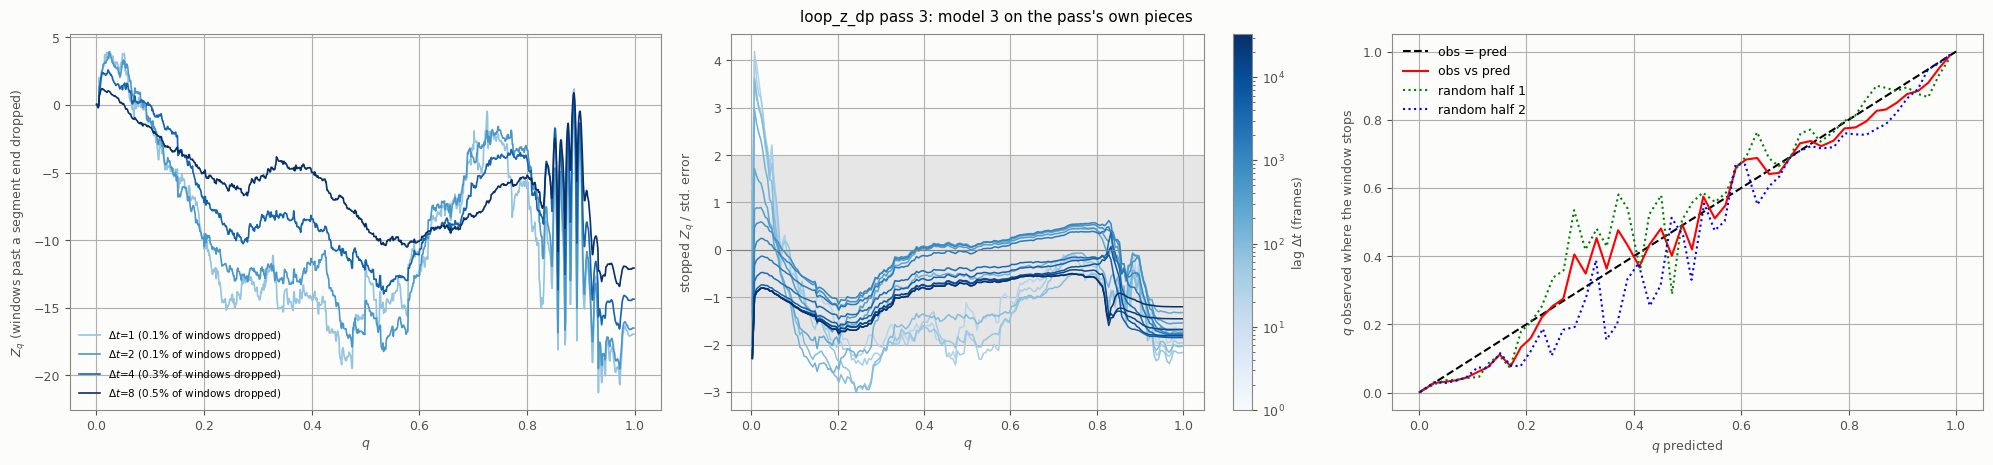 loop_z_dp pass 3: model 3 on the pass's own pieces
Z_q (windows past a segment end dropped)
5
0
−5
−10
−15
−20
Δt=1 (0.1% of windows dropped)
Δt=2 (0.1% of windows dropped)
Δt=4 (0.3% of windows dropped)
Δt=8 (0.5% of windows dropped)
0.0 0.2 0.4 0.6 0.8 1.0
q
stopped Z_q / std. error
4
3
2
1
0
−1
−2
−3
0.0 0.2 0.4 0.6 0.8 1.0
q
10^4
10^3
10^2
10^1
10^0
lag Δt (frames)
q observed where the window stops
1.0
0.8
0.6
0.4
0.2
0.0
obs = pred
obs vs pred
random half 1
random half 2
0.0 0.2 0.4 0.6 0.8 1.0
q predicted